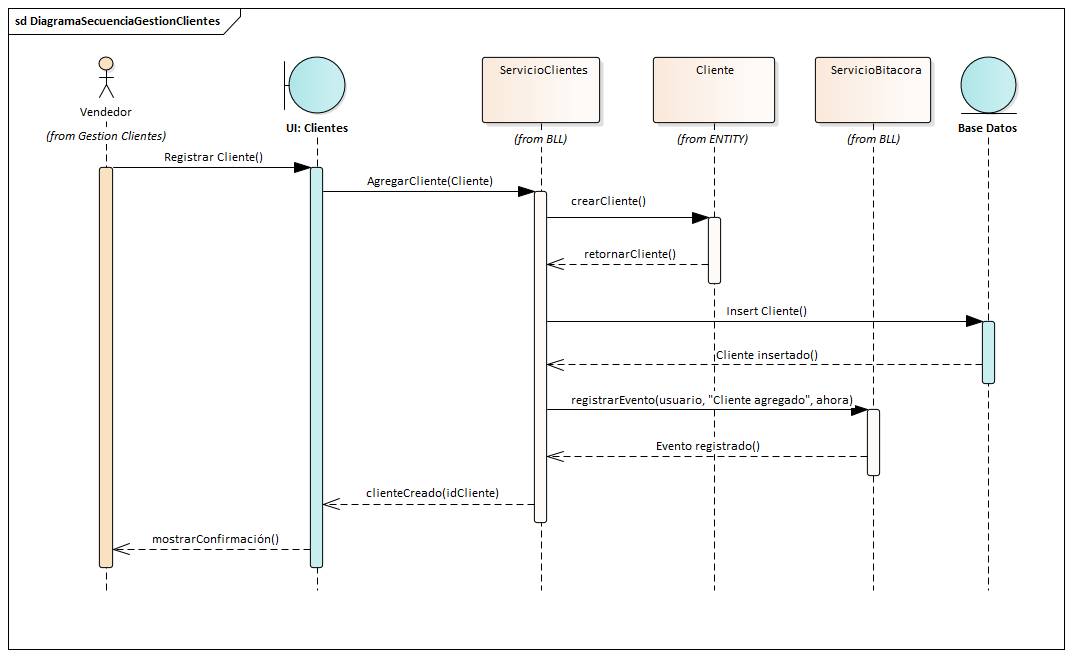 sd DiagramaSecuenciaGestionClientes
Vendedor
(from Gestion Clientes)
UI: Clientes
ServicioClientes
(from BLL)
Cliente
(from ENTITY)
ServicioBitacora
(from BLL)
Base Datos
Registrar Cliente()
AgregarCliente(Cliente)
crearCliente()
retornarCliente()
Insert Cliente()
Cliente insertado()
registrarEvento(usuario, "Cliente agregado", ahora)
Evento registrado()
clienteCreado(idCliente)
mostrarConfirmación()